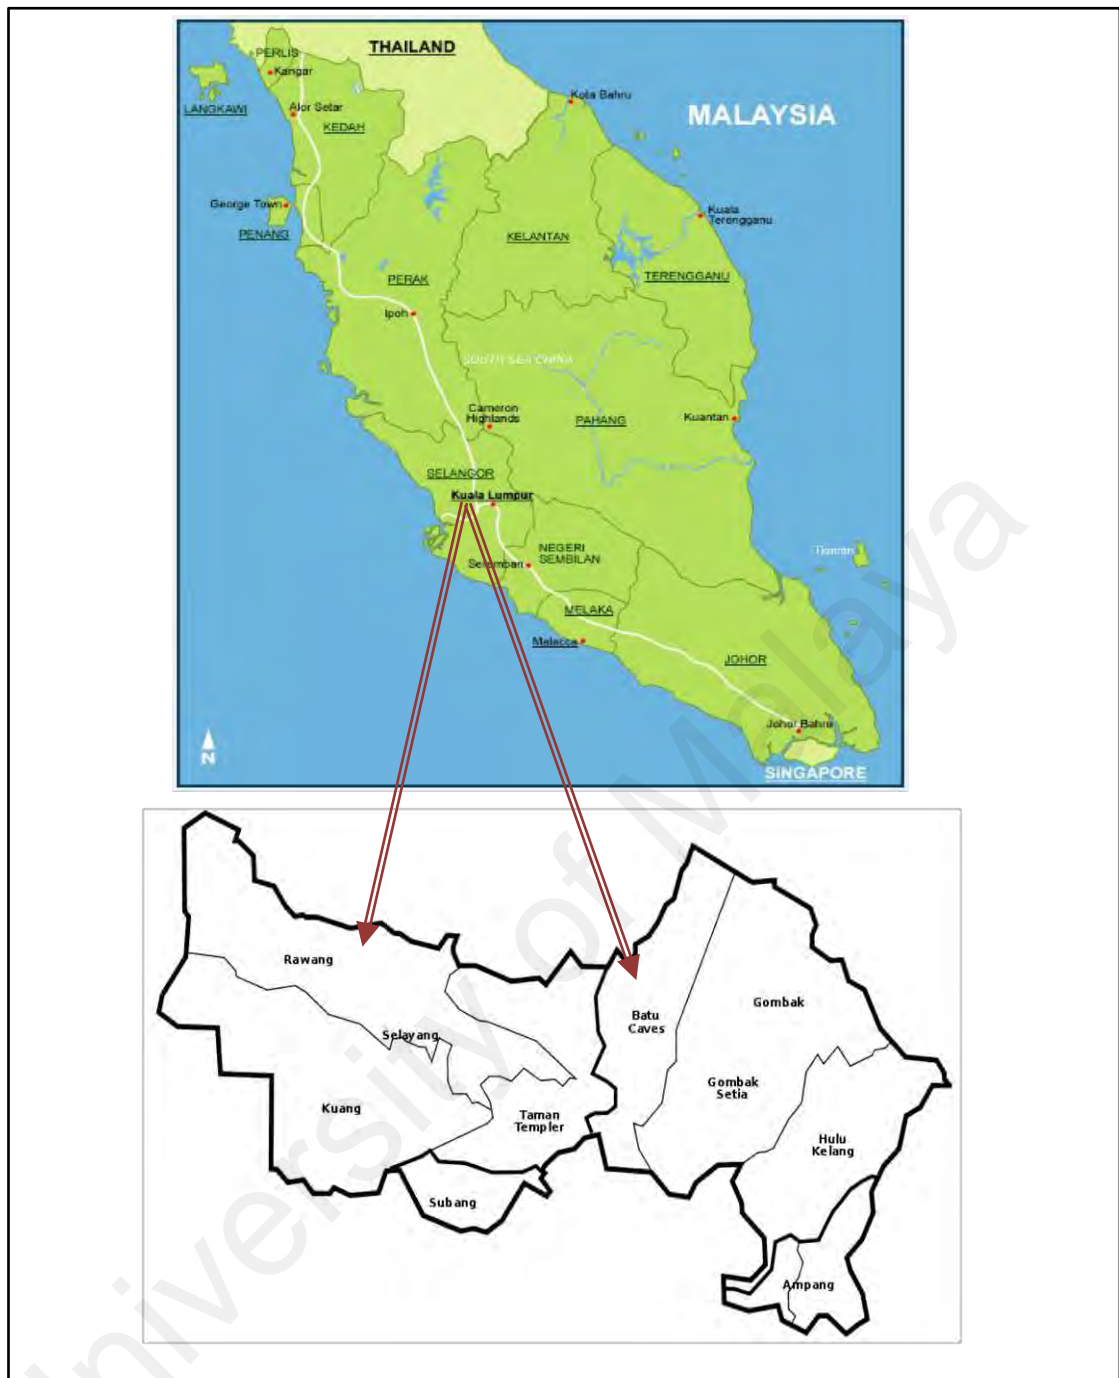 THAILAND
PERLIS
Kangar
LANGKAWI
Alor Setar
KEDAH
Kota Bahru
MALAYSIA
George Town
PENANG
Kuala
Terengganu
KELANTAN
TERENGGANU
PERAK
Ipoh
SOUTH SEA CHINA
Cameron
Highlands
PAHANG
Kuantan
SELANGOR
Kuala Lumpur
NEGERI
SEMBILAN
Seremban
Tioman
MELAKA
Malacca
JOHOR
Johor Bahru
N
SINGAPORE
Rawang
Batu
Caves
Gombak
Selayang
Kuang
Gombak
Setia
Taman
Templer
Hulu
Kelang
Subang
Ampang
University of Malaya